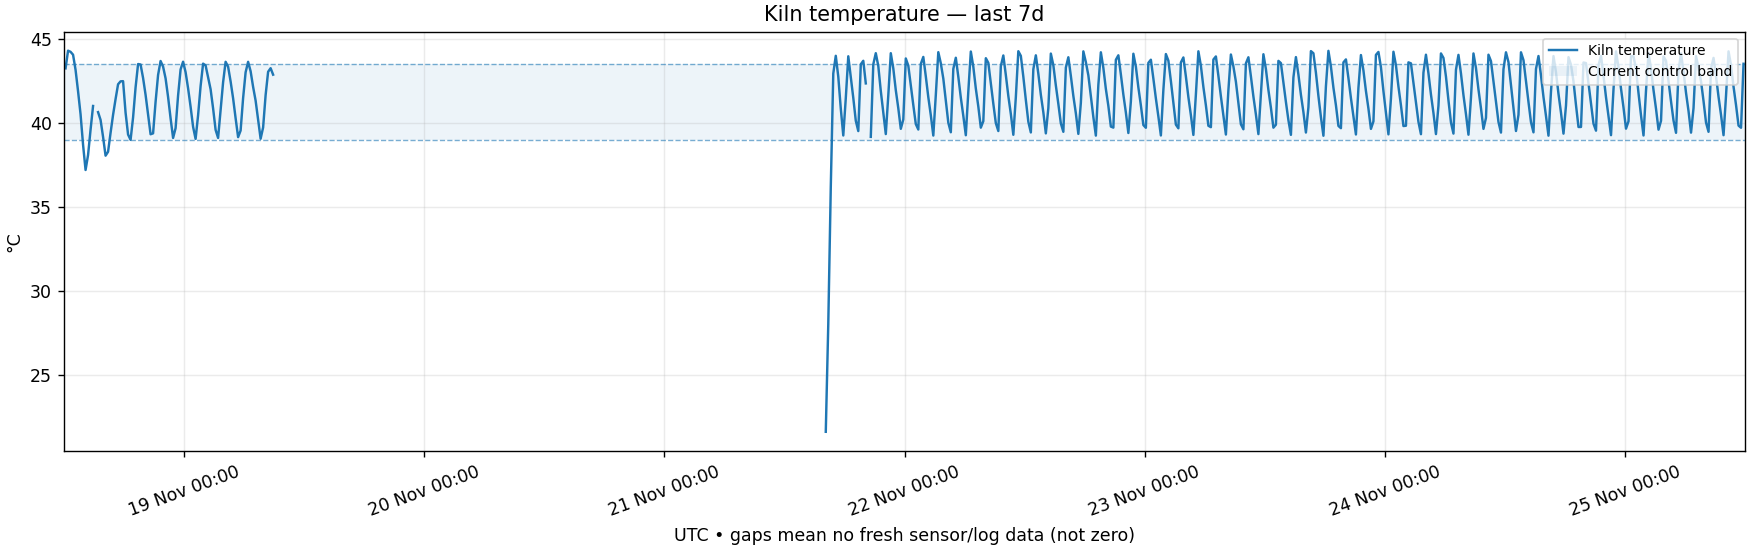 Kiln temperature — last 7d
Kiln temperature
Current control band
°C
45
40
35
30
25
19 Nov 00:00
20 Nov 00:00
21 Nov 00:00
22 Nov 00:00
23 Nov 00:00
24 Nov 00:00
25 Nov 00:00
UTC • gaps mean no fresh sensor/log data (not zero)